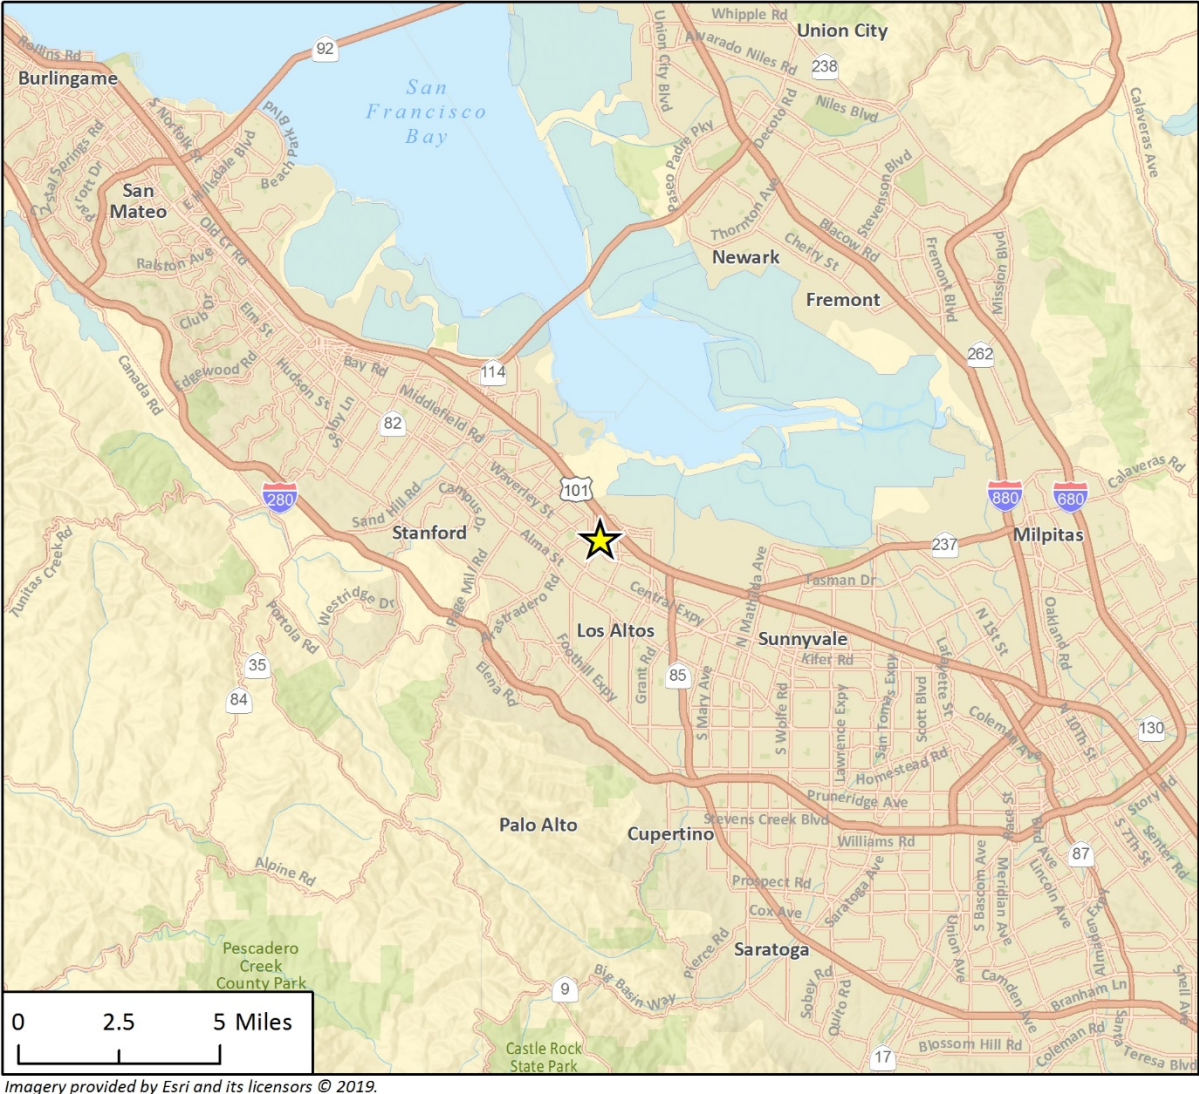 Whipple Rd
Union City
Rollins Rd
92
Union City Blvd
Alvarado Niles Rd
238
Burlingame
San
Francisco
Bay
S Norfolk St
Beach Park Blvd
Niles Blvd
Decoto Rd
Calaveras Ave
Crystal Springs Rd
Parrott Dr
E Hillsdale Blvd
Paseo Padre Pky
Stevenson Blvd
San
Mateo
Old Cr Rd
Thornton Ave
Blacow Rd
Cherry St
Newark
Fremont Blvd
Mission Blvd
Ralston Ave
Club Dr
Elm St
Fremont
262
Canada Rd
Edgewood Rd
Hudson St
Bay Rd
114
Selby Ln
82
Middlefield Rd
Waverley St
101
280
Sand Hill Rd
Campus Dr
Calaveras Rd
880
680
Stanford
Alma St
237
Milpitas
Tunitas Creek Rd
Page Mill Rd
Arastradero Rd
Westridge Dr
Portola Rd
Central Expy
N Mathilda Ave
Tasman Dr
N 1st St
Oakland Rd
Los Altos
Sunnyvale
Foothill Expy
Grant Rd
Kifer Rd
35
84
Elena Rd
85
S Mary Ave
S Wolfe Rd
Lawrence Expy
San Tomas Expy
Scott Blvd
Lafayette St
Coleman Ave
N 10Th St
130
Homestead Rd
Pruneridge Ave
Story Rd
Palo Alto
Cupertino
Stevens Creek Blvd
Williams Rd
Race St
Bird Ave
S 7Th St
Senter Rd
87
Alpine Rd
Prospect Rd
Saratoga Ave
S Bascom Ave
Meridian Ave
Lincoln Ave
Almaden Expy
Cox Ave
Pescadero
Creek
County Park
Saratoga
Pierce Rd
Union Ave
9
Big Basin Way
Sobey Rd
Quito Rd
Camden Ave
Branham Ln
Snell Ave
0 2.5 5 Miles
Castle Rock
State Park
17
Blossom Hill Rd
Coleman Rd
Santa
Teresa Blvd
Imagery provided by Esri and its licensors © 2019.